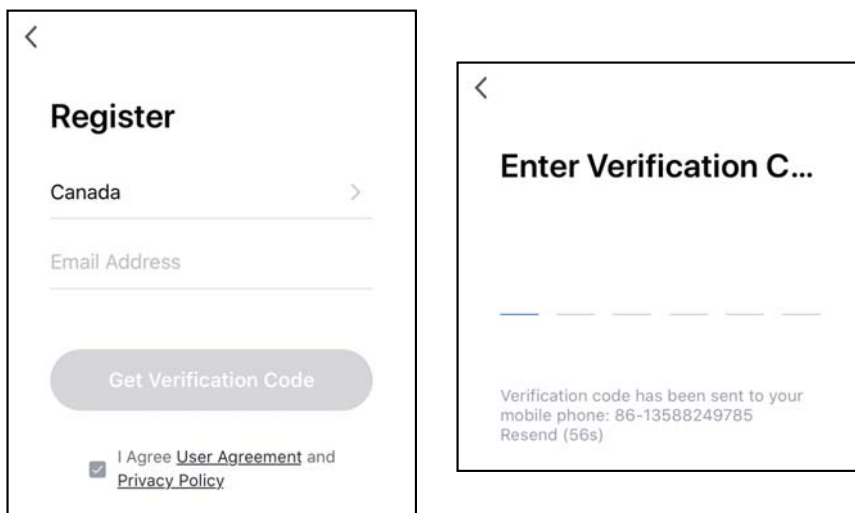 Register
Canada
Email Address
Get Verification Code
I Agree User Agreement and
Privacy Policy
Enter Verification C...
Verification code has been sent to your
mobile phone: 86-13588249785
Resend (56s)